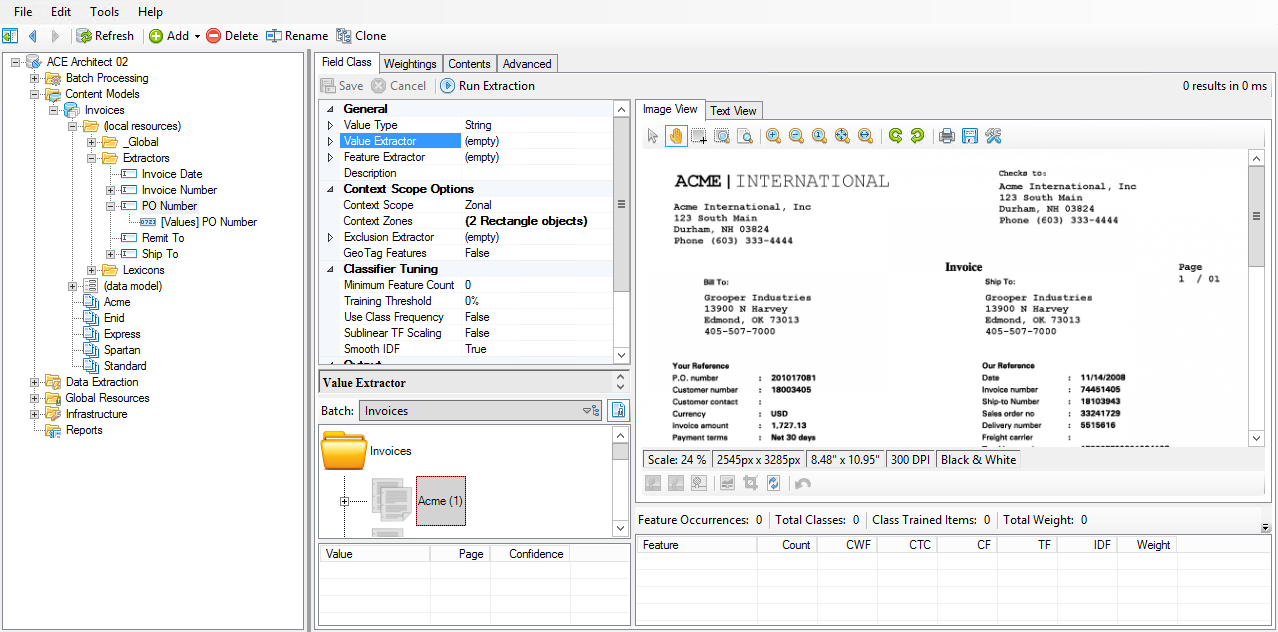 File Edit Tools Help
Refresh Add Delete Rename Clone
ACE Architect 02
Batch Processing
Content Models
Invoices
(local resources)
_Global
Extractors
Invoice Date
Invoice Number
PO Number
[Values] PO Number
Remit To
Ship To
Lexicons
(data model)
Acme
Enid
Express
Spartan
Standard
Data Extraction
Global Resources
Infrastructure
Reports
Field Class Weightings Contents Advanced
Save Cancel Run Extraction 0 results in 0 ms
General
Value Type String
Value Extractor (empty)
Feature Extractor (empty)
Description
Context Scope Options
Context Scope Zonal
Context Zones (2 Rectangle objects)
Exclusion Extractor (empty)
GeoTag Features False
Classifier Tuning
Minimum Feature Count 0
Training Threshold 0%
Use Class Frequency False
Sublinear TF Scaling False
Smooth IDF True
Value Extractor
Batch: Invoices
Invoices
Acme (1)
Value Page Confidence
Image View Text View
ACME | INTERNATIONAL
Acme International, Inc
123 South Main
Durham, NH 03824
Phone (603) 333-4444
Checks to:
Acme International, Inc
123 South Main
Durham, NH 03824
Phone (603) 333-4444
Invoice
Page
1 / 01
Bill To:
Grooper Industries
13900 N Harvey
Edmond, OK 73013
405-507-7000
Ship To:
Grooper Industries
13900 N Harvey
Edmond, OK 73013
405-507-7000
Your Reference
P.O. number : 201017081
Customer number : 18003405
Customer contact :
Currency : USD
Invoice amount : 1,727.13
Payment terms : Net 30 days
Our Reference
Date : 11/14/2008
Invoice number : 74451405
Ship-to Number : 18103943
Sales order no : 33241729
Delivery number : 5515616
Freight carrier :
Scale: 24 % 2545px x 3285px 8.48" x 10.95" 300 DPI Black & White
Feature Occurrences: 0 Total Classes: 0 Class Trained Items: 0 Total Weight: 0
Feature Count CWF CTC CF TF IDF Weight